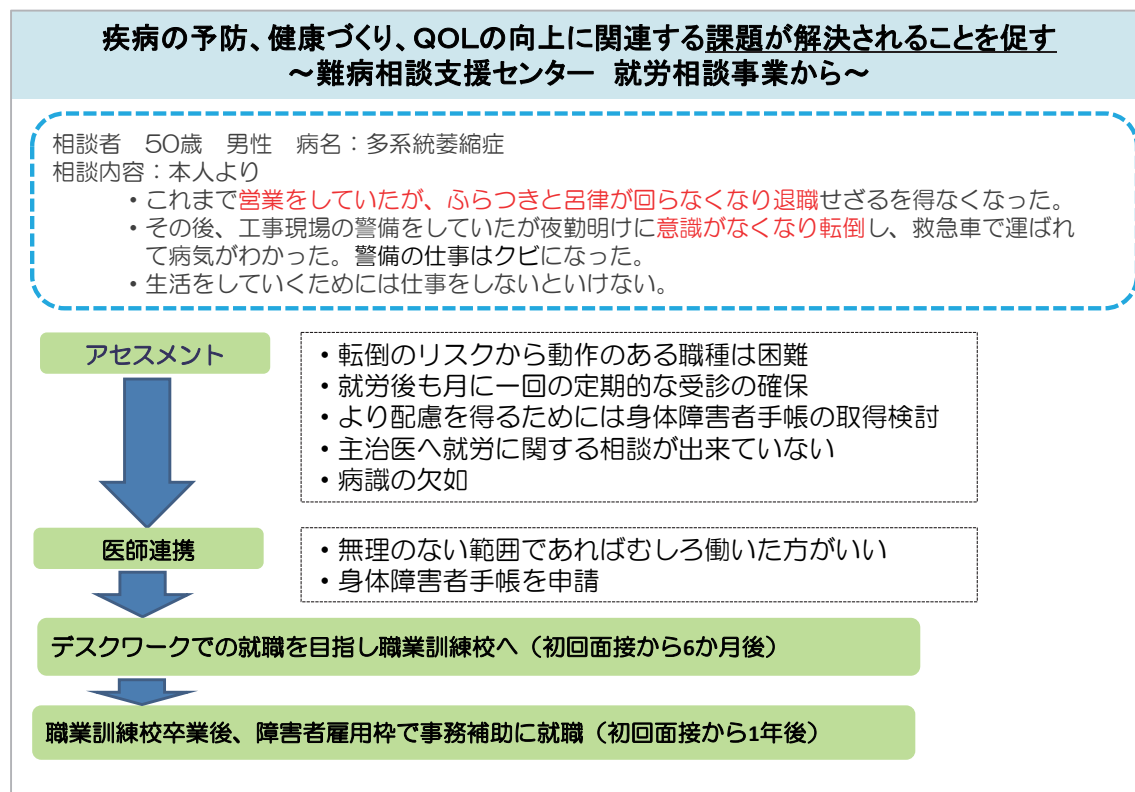 疾病の予防、健康づくり、QOLの向上に関連する課題が解決されることを促す
～難病相談支援センター 就労相談事業から～
相談者　50歳　男性　病名：多系統萎縮症
相談内容：本人より
・これまで営業をしていたが、ふらつきと呂律が回らなくなり退職せざるを得なくなった。
・その後、工事現場の警備をしていたが夜勤明けに意識がなくなり転倒し、救急車で運ばれ
て病気がわかった。警備の仕事はクビになった。
・生活をしていくためには仕事をしないといけない。
アセスメント
・転倒のリスクから動作のある職種は困難
・就労後も月に一回の定期的な受診の確保
・より配慮を得るためには身体障害者手帳の取得検討
・主治医へ就労に関する相談が出来ていない
・病識の欠如
医師連携
・無理のない範囲であればむしろ働いた方がいい
・身体障害者手帳を申請
デスクワークでの就職を目指し職業訓練校へ（初回面接から6か月後）
職業訓練校卒業後、障害者雇用枠で事務補助に就職（初回面接から1年後）